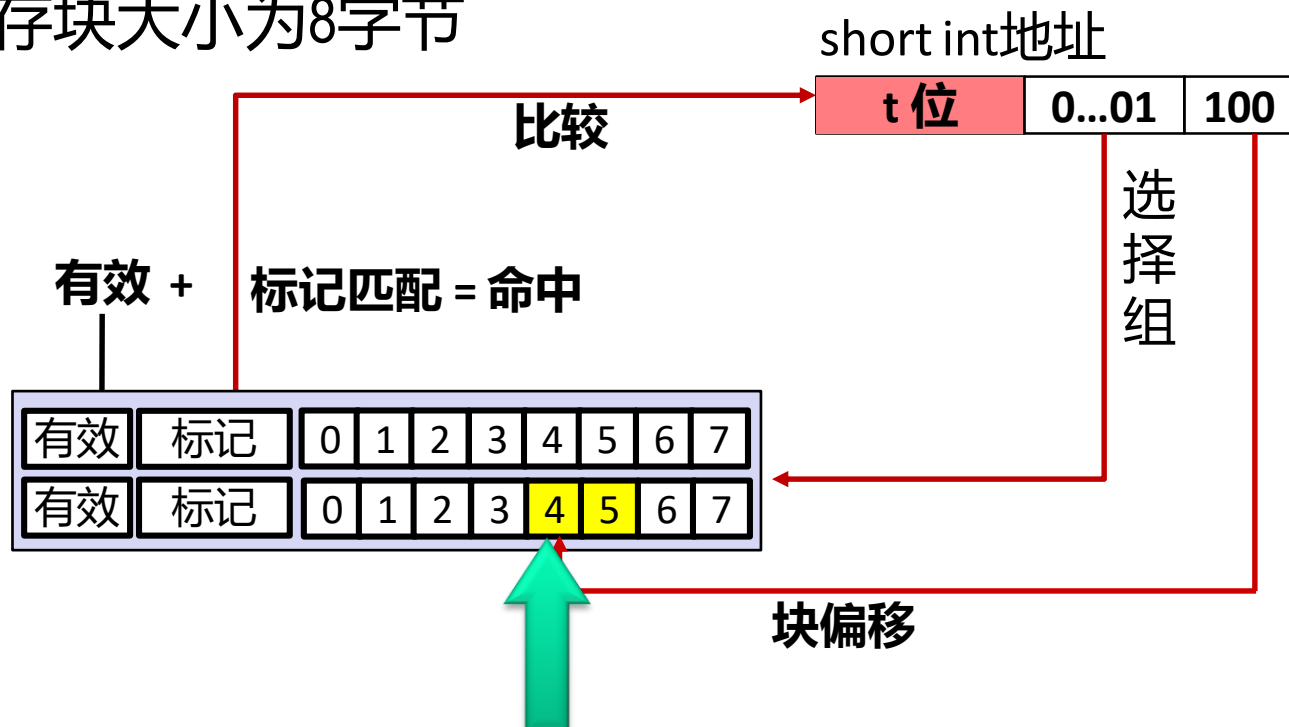 存块大小为8字节
short int地址
t 位 0...01 100
比较
选
择
组
有效 + 标记匹配 = 命中
有效 标记 0 1 2 3 4 5 6 7
有效 标记 0 1 2 3 4 5 6 7
块偏移